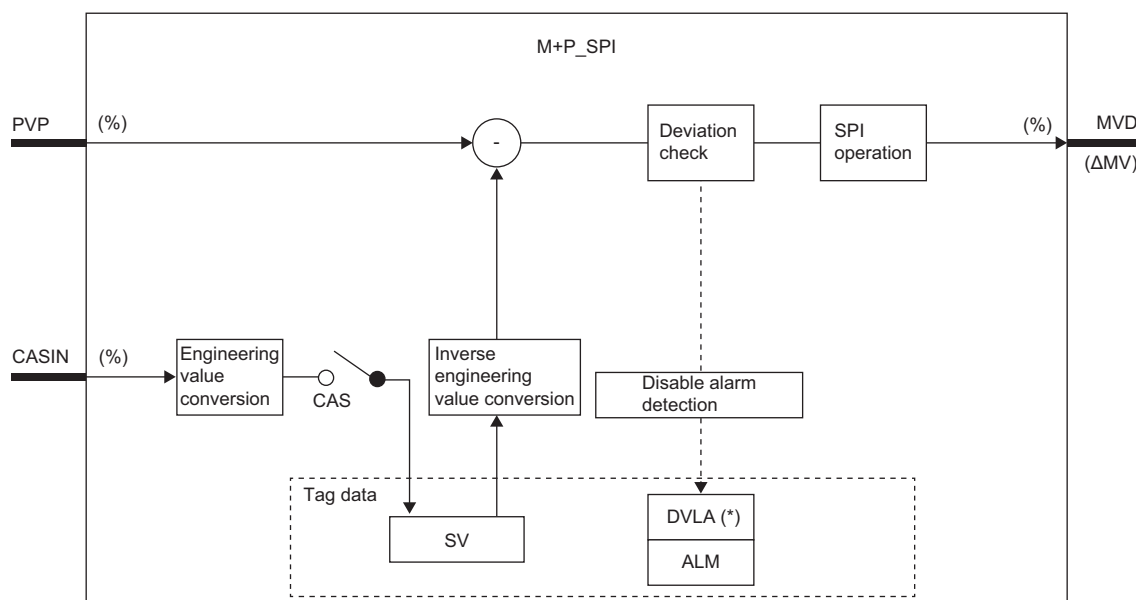 M+P_SPI
PVP
(%)
-
Deviation
check
SPI
operation
(%)
MVD
(ΔMV)
CASIN
(%)
Engineering
value
conversion
CAS
Inverse
engineering
value conversion
Disable alarm
detection
Tag data
SV
DVLA (*)
ALM